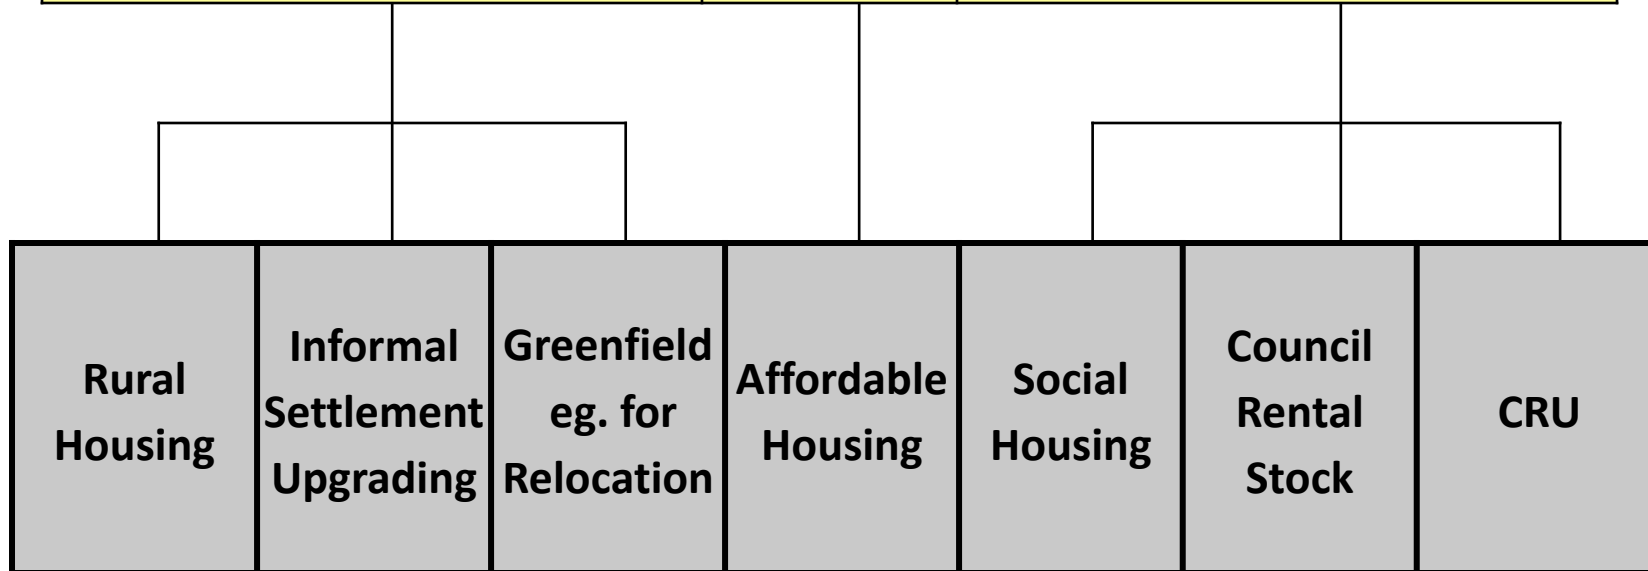 Rural
Housing
Informal
Settlement
Upgrading
Greenfield
eg. for
Relocation
Affordable
Housing
Social
Housing
Council
Rental
Stock
CRU